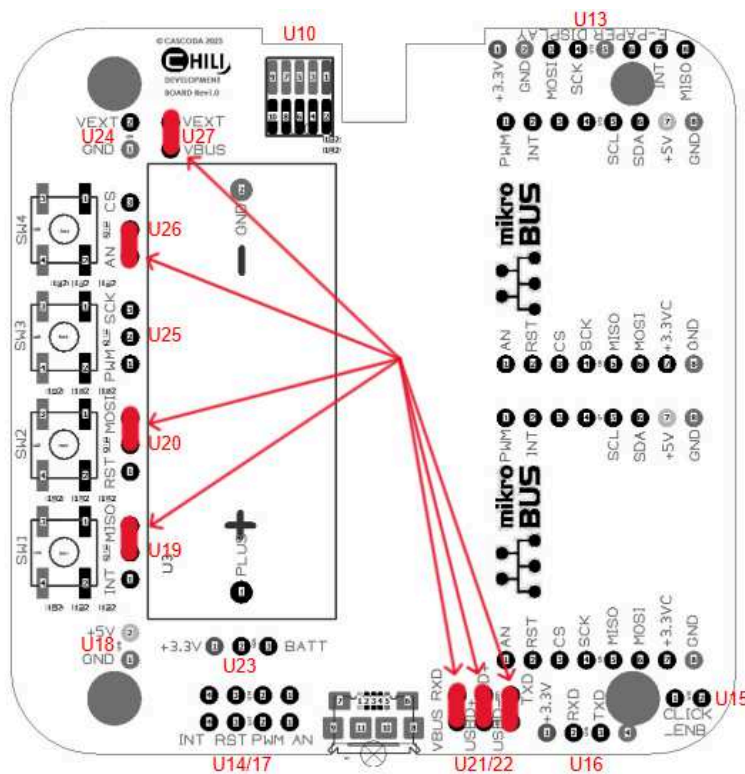 U10
U13
© CASCODA 2023
CHILI
DEVELOPMENT
BOARD Rev1.0
E-PAPER DISPLAY
+3.3V
GND
MOSI
SCK
INT
MISO
VEXT
U24
GND
U27
VEXT
VBUS
PWM
INT
SCL
SDA
+5V
GND
SW4
CS
U26
AN
GND
mikro
BUS
SW3
SCK
U25
PWM
AN
RST
CS
SCK
MISO
MOSI
+3.3VC
GND
SW2
MOSI
U20
RST
PWM
INT
SCL
SDA
+5V
GND
mikro
BUS
SW1
MISO
U19
INT
U3
PLUS
+5V
U18
GND
+3.3V
BATT
U23
AN
RST
CS
SCK
MISO
MOSI
+3.3VC
GND
VBUS
RXD
USBD+
USBD-
TXD
+3.3V
RXD
TXD
CLICK
_ENB
U15
INT RST PWM AN
U14/17
U21/22
U16